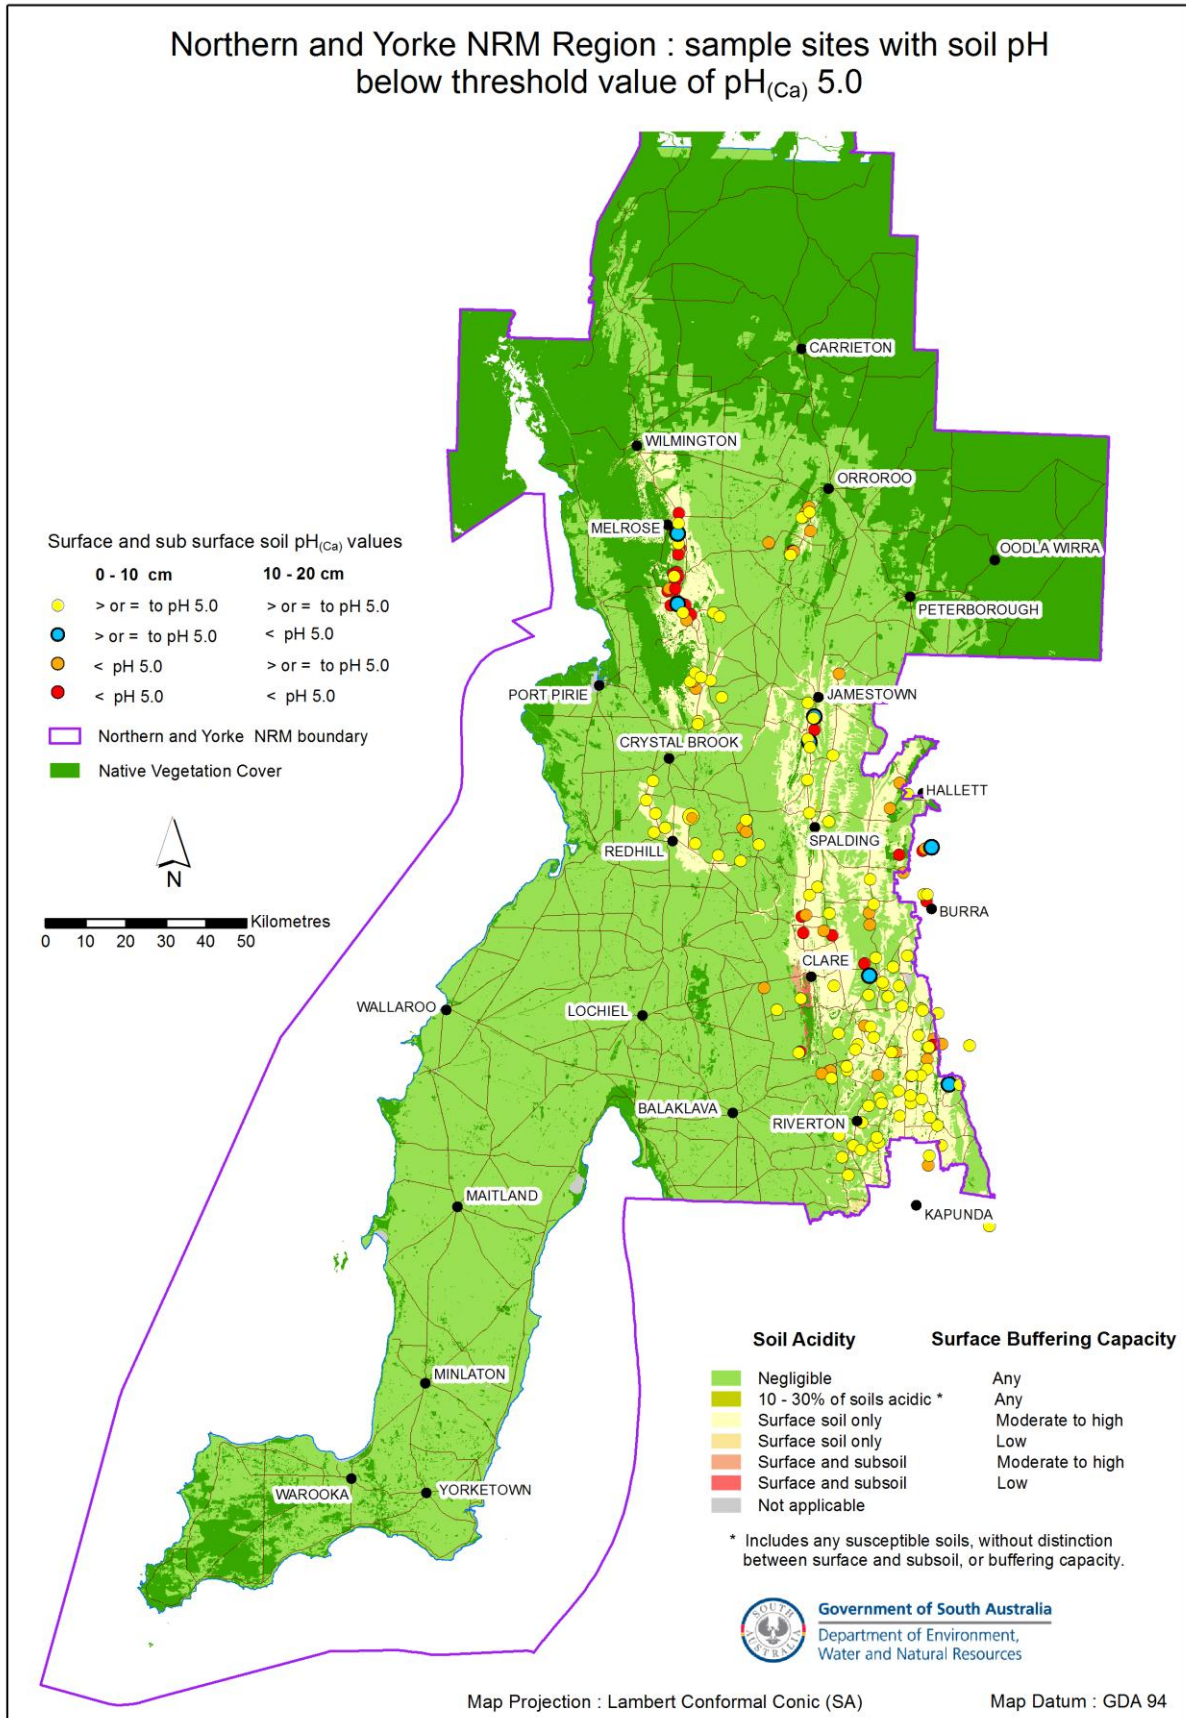 Northern and Yorke NRM Region : sample sites with soil pH
below threshold value of pH(Ca) 5.0
CARRIETON
WILMINGTON
ORROROO
MELROSE
OODLA WIRRA
PETERBOROUGH
Surface and sub surface soil pH(Ca) values
0 - 10 cm 10 - 20 cm
> or = to pH 5.0 > or = to pH 5.0
> or = to pH 5.0 < pH 5.0
< pH 5.0 > or = to pH 5.0
< pH 5.0 < pH 5.0
Northern and Yorke NRM boundary
Native Vegetation Cover
PORT PIRIE
JAMESTOWN
CRYSTAL BROOK
HALLETT
REDHILL
SPALDING
N
Kilometres
0 10 20 30 40 50
BURRA
CLARE
WALLAROO
LOCHIEL
BALAKLAVA
RIVERTON
MAITLAND
KAPUNDA
MINLATON
WAROOKA
YORKETOWN
Soil Acidity Surface Buffering Capacity
Negligible Any
10 - 30% of soils acidic * Any
Surface soil only Moderate to high
Surface soil only Low
Surface and subsoil Moderate to high
Surface and subsoil Low
Not applicable
* Includes any susceptible soils, without distinction
between surface and subsoil, or buffering capacity.
SOUTH AUSTRALIA
Government of South Australia
Department of Environment,
Water and Natural Resources
Map Projection : Lambert Conformal Conic (SA) Map Datum : GDA 94